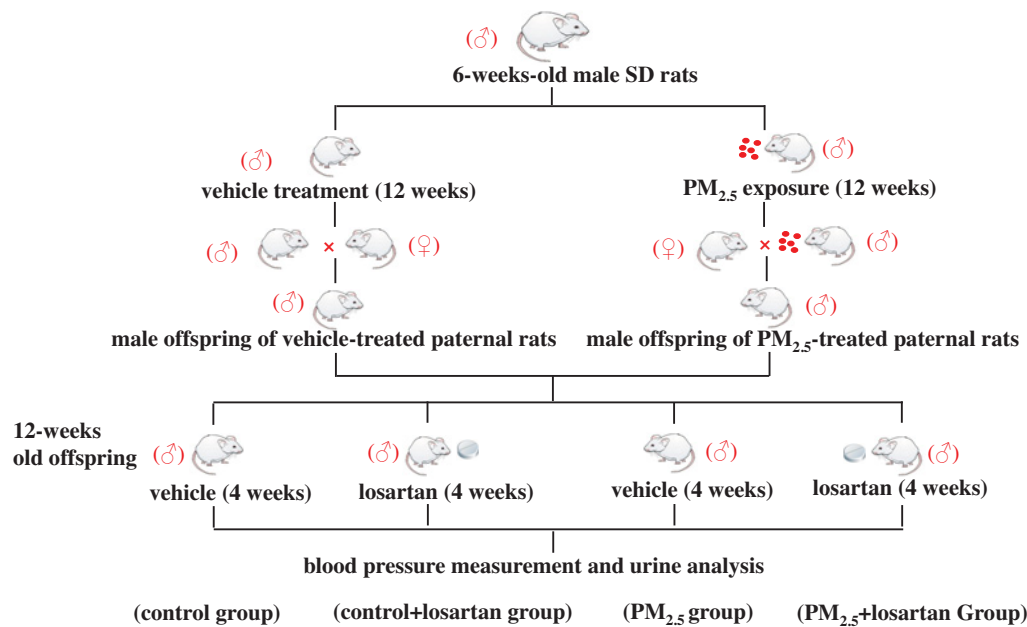 (♂)
6-weeks-old male SD rats
(♂) (♂)
vehicle treatment (12 weeks) PM2.5 exposure (12 weeks)
(♂) × (♀) (♀) × (♂)
(♂) (♂)
male offspring of vehicle-treated paternal rats male offspring of PM2.5-treated paternal rats
12-weeks
old offspring
(♂) (♂) (♂) (♂)
vehicle (4 weeks) losartan (4 weeks) vehicle (4 weeks) losartan (4 weeks)
blood pressure measurement and urine analysis
(control group) (control+losartan group) (PM2.5 group) (PM2.5+losartan Group)